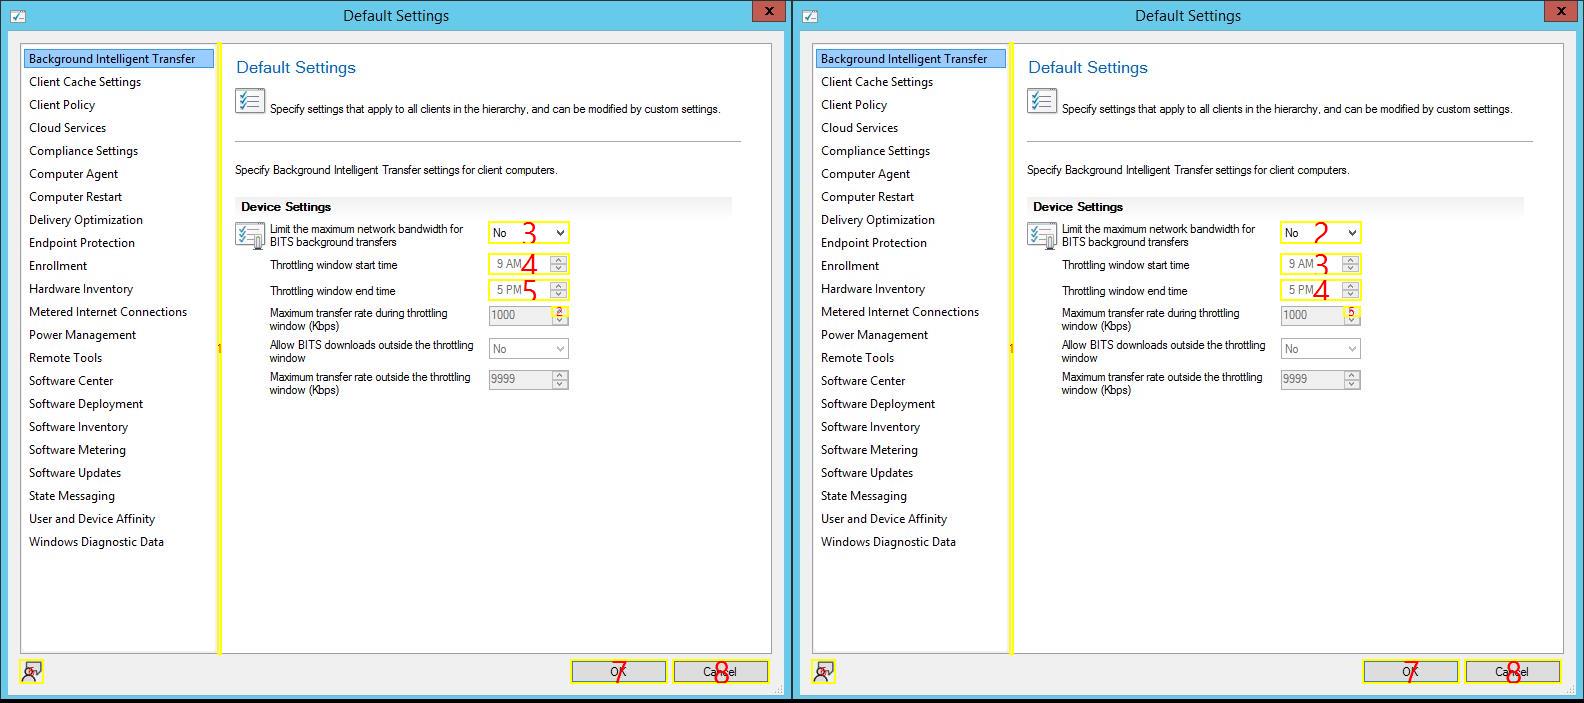 Default Settings
x
Background Intelligent Transfer
Client Cache Settings
Client Policy
Cloud Services
Compliance Settings
Computer Agent
Computer Restart
Delivery Optimization
Endpoint Protection
Enrollment
Hardware Inventory
Metered Internet Connections
Power Management
Remote Tools
Software Center
Software Deployment
Software Inventory
Software Metering
Software Updates
State Messaging
User and Device Affinity
Windows Diagnostic Data
1
Default Settings
Specify settings that apply to all clients in the hierarchy, and can be modified by custom settings.
Specify Background Intelligent Transfer settings for client computers.
Device Settings
Limit the maximum network bandwidth for
BITS background transfers
No 3
Throttling window start time
9 AM 4
Throttling window end time
5 PM 5
Maximum transfer rate during throttling
window (Kbps)
1000 2
Allow BITS downloads outside the throttling
window
No
Maximum transfer rate outside the throttling
window (Kbps)
9999
OK 7
Cancel 8
Default Settings
x
Background Intelligent Transfer
Client Cache Settings
Client Policy
Cloud Services
Compliance Settings
Computer Agent
Computer Restart
Delivery Optimization
Endpoint Protection
Enrollment
Hardware Inventory
Metered Internet Connections
Power Management
Remote Tools
Software Center
Software Deployment
Software Inventory
Software Metering
Software Updates
State Messaging
User and Device Affinity
Windows Diagnostic Data
1
Default Settings
Specify settings that apply to all clients in the hierarchy, and can be modified by custom settings.
Specify Background Intelligent Transfer settings for client computers.
Device Settings
Limit the maximum network bandwidth for
BITS background transfers
No 2
Throttling window start time
9 AM 3
Throttling window end time
5 PM 4
Maximum transfer rate during throttling
window (Kbps)
1000 5
Allow BITS downloads outside the throttling
window
No
Maximum transfer rate outside the throttling
window (Kbps)
9999
OK 7
Cancel 8